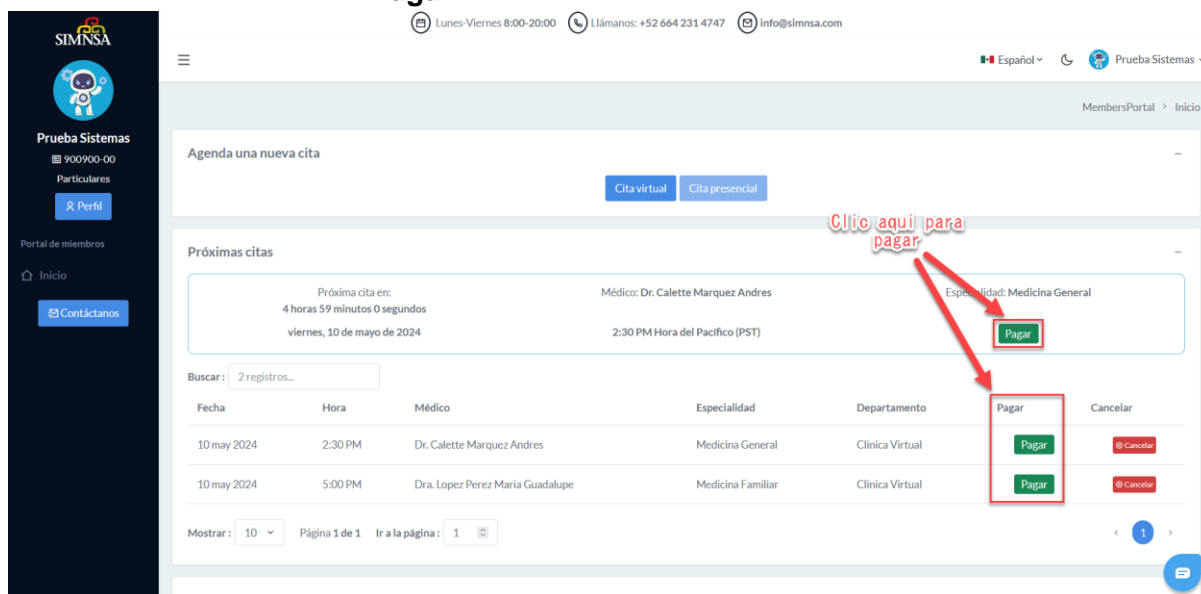 aga
Lunes-Viernes 8:00-20:00 Llámanos: +52 664 231 4747 info@simnsa.com
SIMNSA
Español Prueba Sistemas
MembersPortal > Inicio
Prueba Sistemas
900900-00
Particulares
Perfil
Portal de miembros
Inicio
Contáctanos
Agenda una nueva cita
Cita virtual Cita presencial
Clic aqui para
pagar
Próximas citas
Próxima cita en: Médico: Dr. Calette Marquez Andres Especialidad: Medicina General
4 horas 59 minutos 0 segundos
viernes, 10 de mayo de 2024 2:30 PM Hora del Pacífico (PST) Pagar
Buscar : 2 registros...
Fecha Hora Médico Especialidad Departamento Pagar Cancelar
10 may 2024 2:30 PM Dr. Calette Marquez Andres Medicina General Clinica Virtual Pagar Cancelar
10 may 2024 5:00 PM Dra. Lopez Perez Maria Guadalupe Medicina Familiar Clinica Virtual Pagar Cancelar
Mostrar : 10 Página 1 de 1 Ir a la página : 1 < 1 >